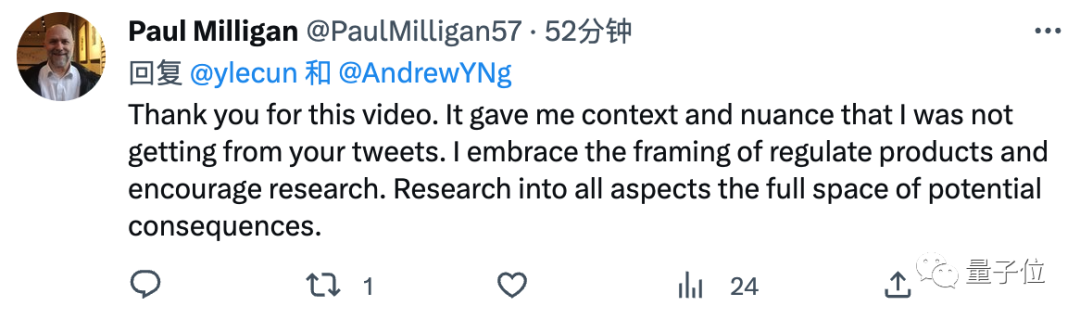 Paul Milligan @PaulMilligan57 · 52分钟
回复 @ylecun 和 @AndrewYNg
Thank you for this video. It gave me context and nuance that I was not
getting from your tweets. I embrace the framing of regulate products and
encourage research. Research into all aspects the full space of potential
consequences.
1
24
量子位